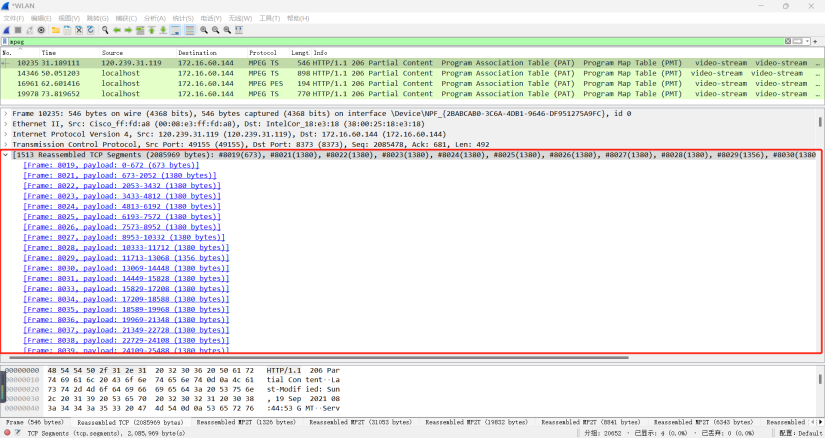 *WLAN
文件(F) 编辑(E) 视图(V) 跳转(G) 捕获(C) 分析(A) 统计(S) 电话(Y) 无线(W) 工具(T) 帮助(H)
mpeg
No. Time Source Destination Protocol Lengt Info
10235 31.189111 120.239.31.119 172.16.60.144 MPEG TS 546 HTTP/1.1 206 Partial Content Program Association Table (PAT) Program Map Table (PMT) video-stream video-stream …
14346 50.051203 localhost 172.16.60.144 MPEG TS 898 HTTP/1.1 206 Partial Content Program Association Table (PAT) Program Map Table (PMT) video-stream video-stream …
16961 62.601416 localhost 172.16.60.144 MPEG PES 194 HTTP/1.1 206 Partial Content Program Association Table (PAT) Program Map Table (PMT) video-stream video-stream …
19978 73.819652 localhost 172.16.60.144 MPEG TS 770 HTTP/1.1 206 Partial Content Program Association Table (PAT) Program Map Table (PMT) video-stream video-stream …
Frame 10235: 546 bytes on wire (4368 bits), 546 bytes captured (4368 bits) on interface \Device\NPF_{2BABCAB0-3C6A-4DB1-9646-DF951275A9FC}, id 0
Ethernet II, Src: Cisco_ff:fd:a8 (00:08:e3:ff:fd:a8), Dst: IntelCor_18:e3:18 (38:00:25:18:e3:18)
Internet Protocol Version 4, Src: 120.239.31.119 (120.239.31.119), Dst: 172.16.60.144 (172.16.60.144)
Transmission Control Protocol, Src Port: 49155 (49155), Dst Port: 8373 (8373), Seq: 2085478, Ack: 681, Len: 492
[1513 Reassembled TCP Segments (2085969 bytes): #8019(673), #8021(1380), #8022(1380), #8023(1380), #8024(1380), #8025(1380), #8026(1380), #8027(1380), #8028(1380), #8029(1356), #8030(1380
[Frame: 8019, payload: 0-672 (673 bytes)]
[Frame: 8021, payload: 673-2052 (1380 bytes)]
[Frame: 8022, payload: 2053-3432 (1380 bytes)]
[Frame: 8023, payload: 3433-4812 (1380 bytes)]
[Frame: 8024, payload: 4813-6192 (1380 bytes)]
[Frame: 8025, payload: 6193-7572 (1380 bytes)]
[Frame: 8026, payload: 7573-8952 (1380 bytes)]
[Frame: 8027, payload: 8953-10332 (1380 bytes)]
[Frame: 8028, payload: 10333-11712 (1380 bytes)]
[Frame: 8029, payload: 11713-13068 (1356 bytes)]
[Frame: 8030, payload: 13069-14448 (1380 bytes)]
[Frame: 8031, payload: 14449-15828 (1380 bytes)]
[Frame: 8033, payload: 15829-17208 (1380 bytes)]
[Frame: 8034, payload: 17209-18588 (1380 bytes)]
[Frame: 8035, payload: 18589-19968 (1380 bytes)]
[Frame: 8036, payload: 19969-21348 (1380 bytes)]
[Frame: 8037, payload: 21349-22728 (1380 bytes)]
[Frame: 8038, payload: 22729-24108 (1380 bytes)]
[Frame: 8039, payload: 24109-25488 (1380 bytes)]
00000000 48 54 54 50 2f 31 2e 31 20 32 30 36 20 50 61 72 HTTP/1.1 206 Par
00000010 74 69 61 6c 20 43 6f 6e 74 65 6e 74 0d 0a 4c 61 tial Con tent··La
00000020 73 74 2d 4d 6f 64 69 66 69 65 64 3a 20 53 75 6e st-Modif ied: Sun
00000030 2c 20 31 39 20 53 65 70 20 32 30 32 31 20 30 38 , 19 Sep 2021 08
00000040 3a 34 34 3a 35 33 20 47 4d 54 0d 0a 53 65 72 76 :44:53 G MT··Serv
Frame (546 bytes) Reassembled TCP (2085969 bytes) Reassembled MP2T (1326 bytes) Reassembled MP2T (31053 bytes) Reassembled MP2T (19832 bytes) Reassembled MP2T (8841 bytes) Reassembled MP2T (6343 bytes) Reassembled
TCP Segments (tcp.segments), 2,085,969 byte(s) 分组: 20652 · 已显示: 4 (0.0%) · 已丢弃: 0 (0.0%) 配置: Default